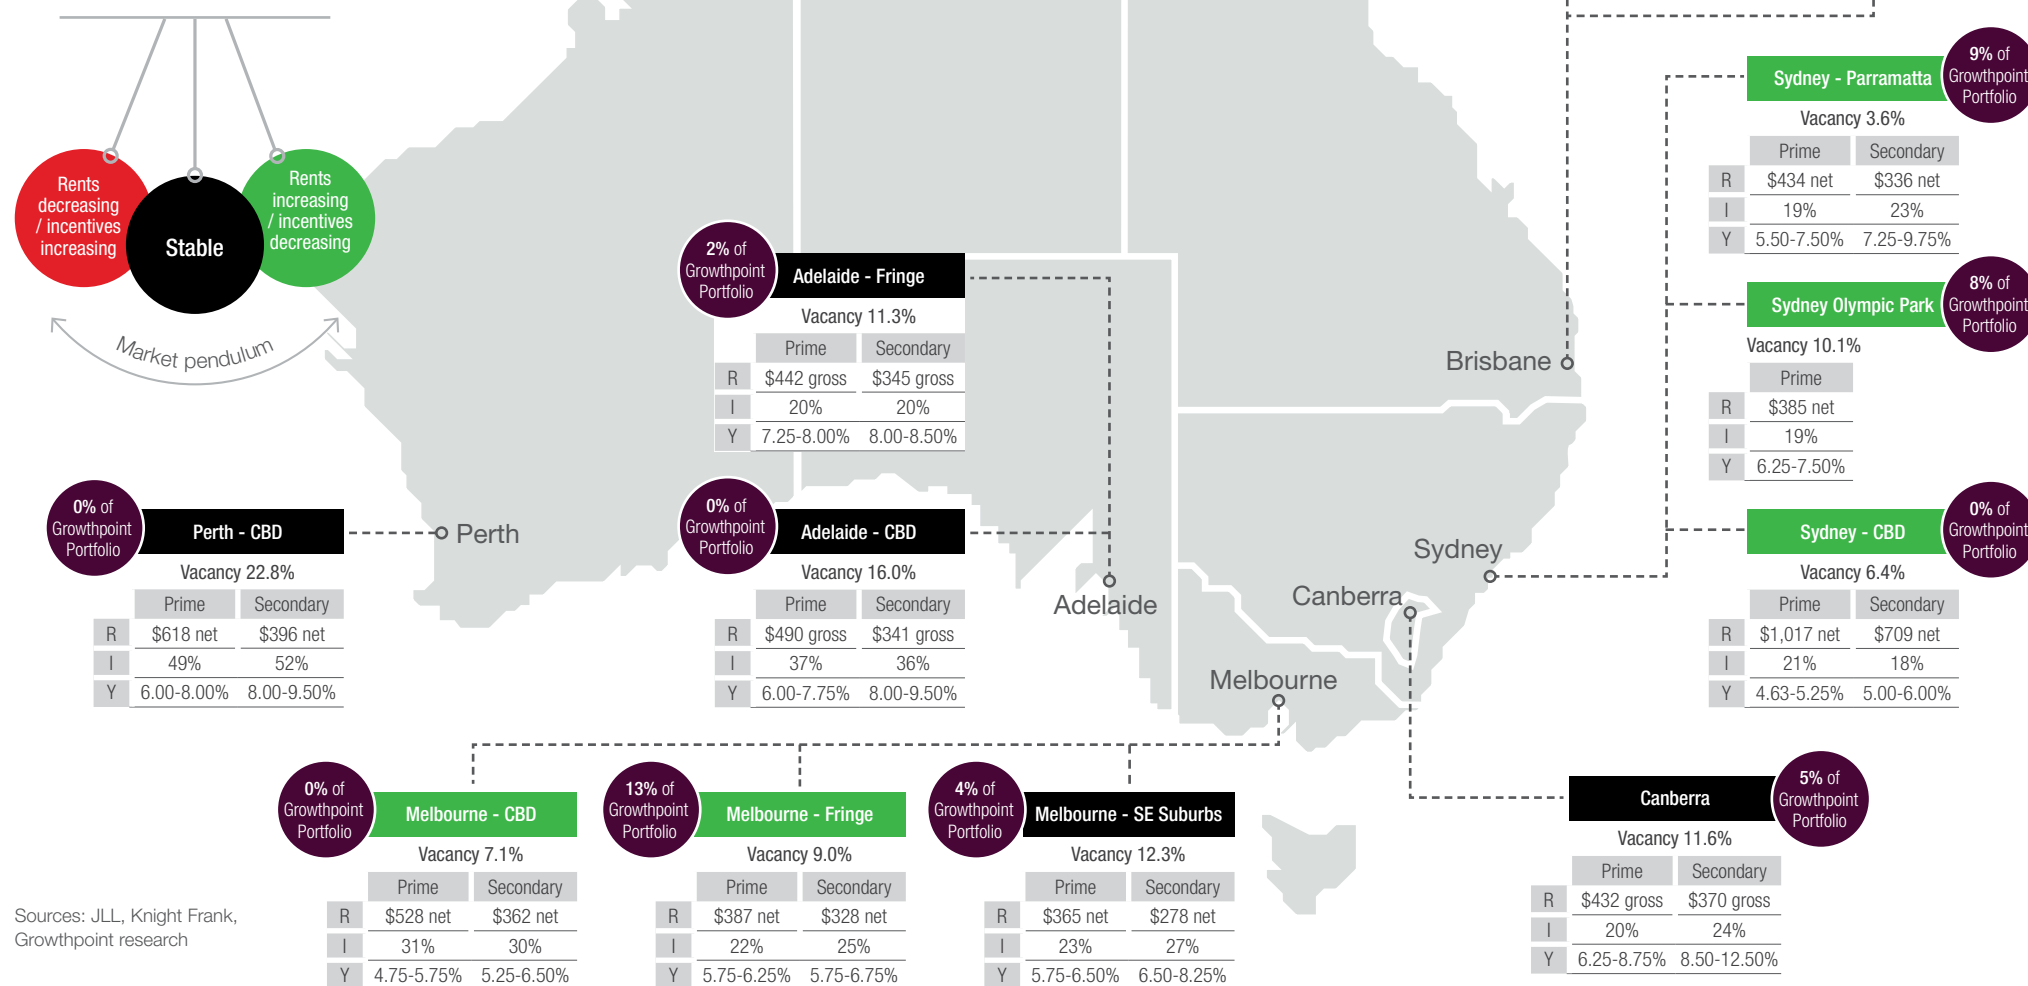 Rents
decreasing
/ incentives
increasing
Stable
Rents
increasing
/ incentives
decreasing
Market pendulum
9% of
Growthpoint
Portfolio
Sydney - Parramatta
Vacancy 3.6%
Prime Secondary
R $434 net $336 net
I 19% 23%
Y 5.50-7.50% 7.25-9.75%
8% of
Growthpoint
Portfolio
Sydney Olympic Park
Vacancy 10.1%
Prime
R $385 net
I 19%
Y 6.25-7.50%
0% of
Growthpoint
Portfolio
Sydney - CBD
Vacancy 6.4%
Prime Secondary
R $1,017 net $709 net
I 21% 18%
Y 4.63-5.25% 5.00-6.00%
2% of
Growthpoint
Portfolio
Adelaide - Fringe
Vacancy 11.3%
Prime Secondary
R $442 gross $345 gross
I 20% 20%
Y 7.25-8.00% 8.00-8.50%
0% of
Growthpoint
Portfolio
Adelaide - CBD
Vacancy 16.0%
Prime Secondary
R $490 gross $341 gross
I 37% 36%
Y 6.00-7.75% 8.00-9.50%
0% of
Growthpoint
Portfolio
Perth - CBD
Vacancy 22.8%
Prime Secondary
R $618 net $396 net
I 49% 52%
Y 6.00-8.00% 8.00-9.50%
Brisbane
Perth
Sydney
Canberra
Adelaide
Melbourne
0% of
Growthpoint
Portfolio
Melbourne - CBD
Vacancy 7.1%
Prime Secondary
R $528 net $362 net
I 31% 30%
Y 4.75-5.75% 5.25-6.50%
13% of
Growthpoint
Portfolio
Melbourne - Fringe
Vacancy 9.0%
Prime Secondary
R $387 net $328 net
I 22% 25%
Y 5.75-6.25% 5.75-6.75%
4% of
Growthpoint
Portfolio
Melbourne - SE Suburbs
Vacancy 12.3%
Prime Secondary
R $365 net $278 net
I 23% 27%
Y 5.75-6.50% 6.50-8.25%
5% of
Growthpoint
Portfolio
Canberra
Vacancy 11.6%
Prime Secondary
R $432 gross $370 gross
I 20% 24%
Y 6.25-8.75% 8.50-12.50%
Sources: JLL, Knight Frank,
Growthpoint research